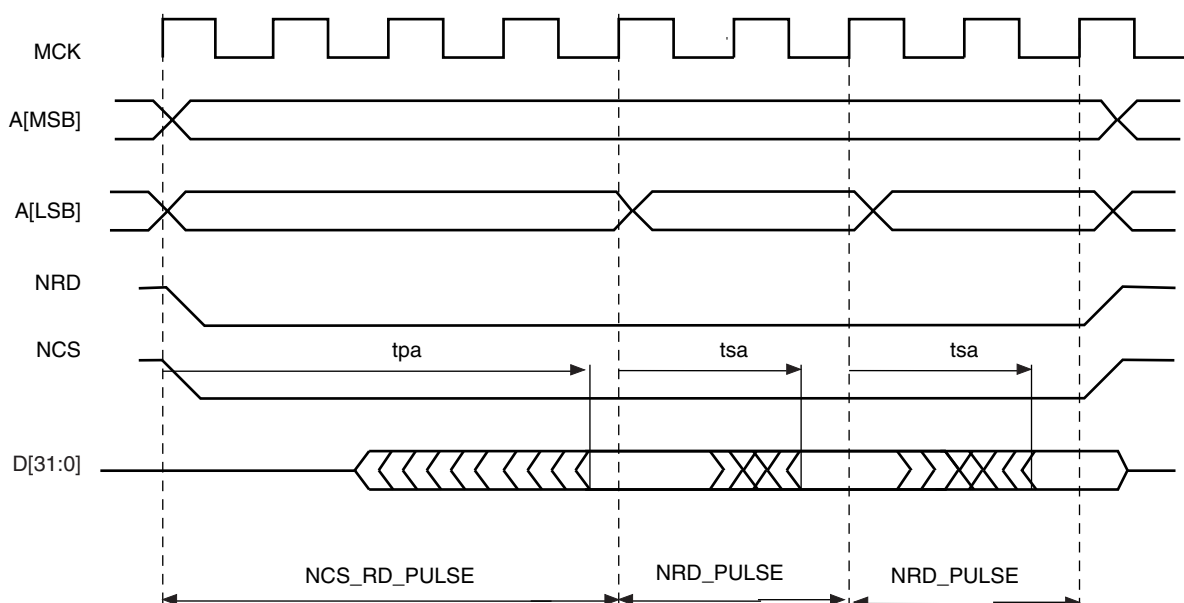 MCK
A[MSB]
A[LSB]
NRD
NCS
tpa
tsa
tsa
D[31:0]
NCS_RD_PULSE
NRD_PULSE
NRD_PULSE